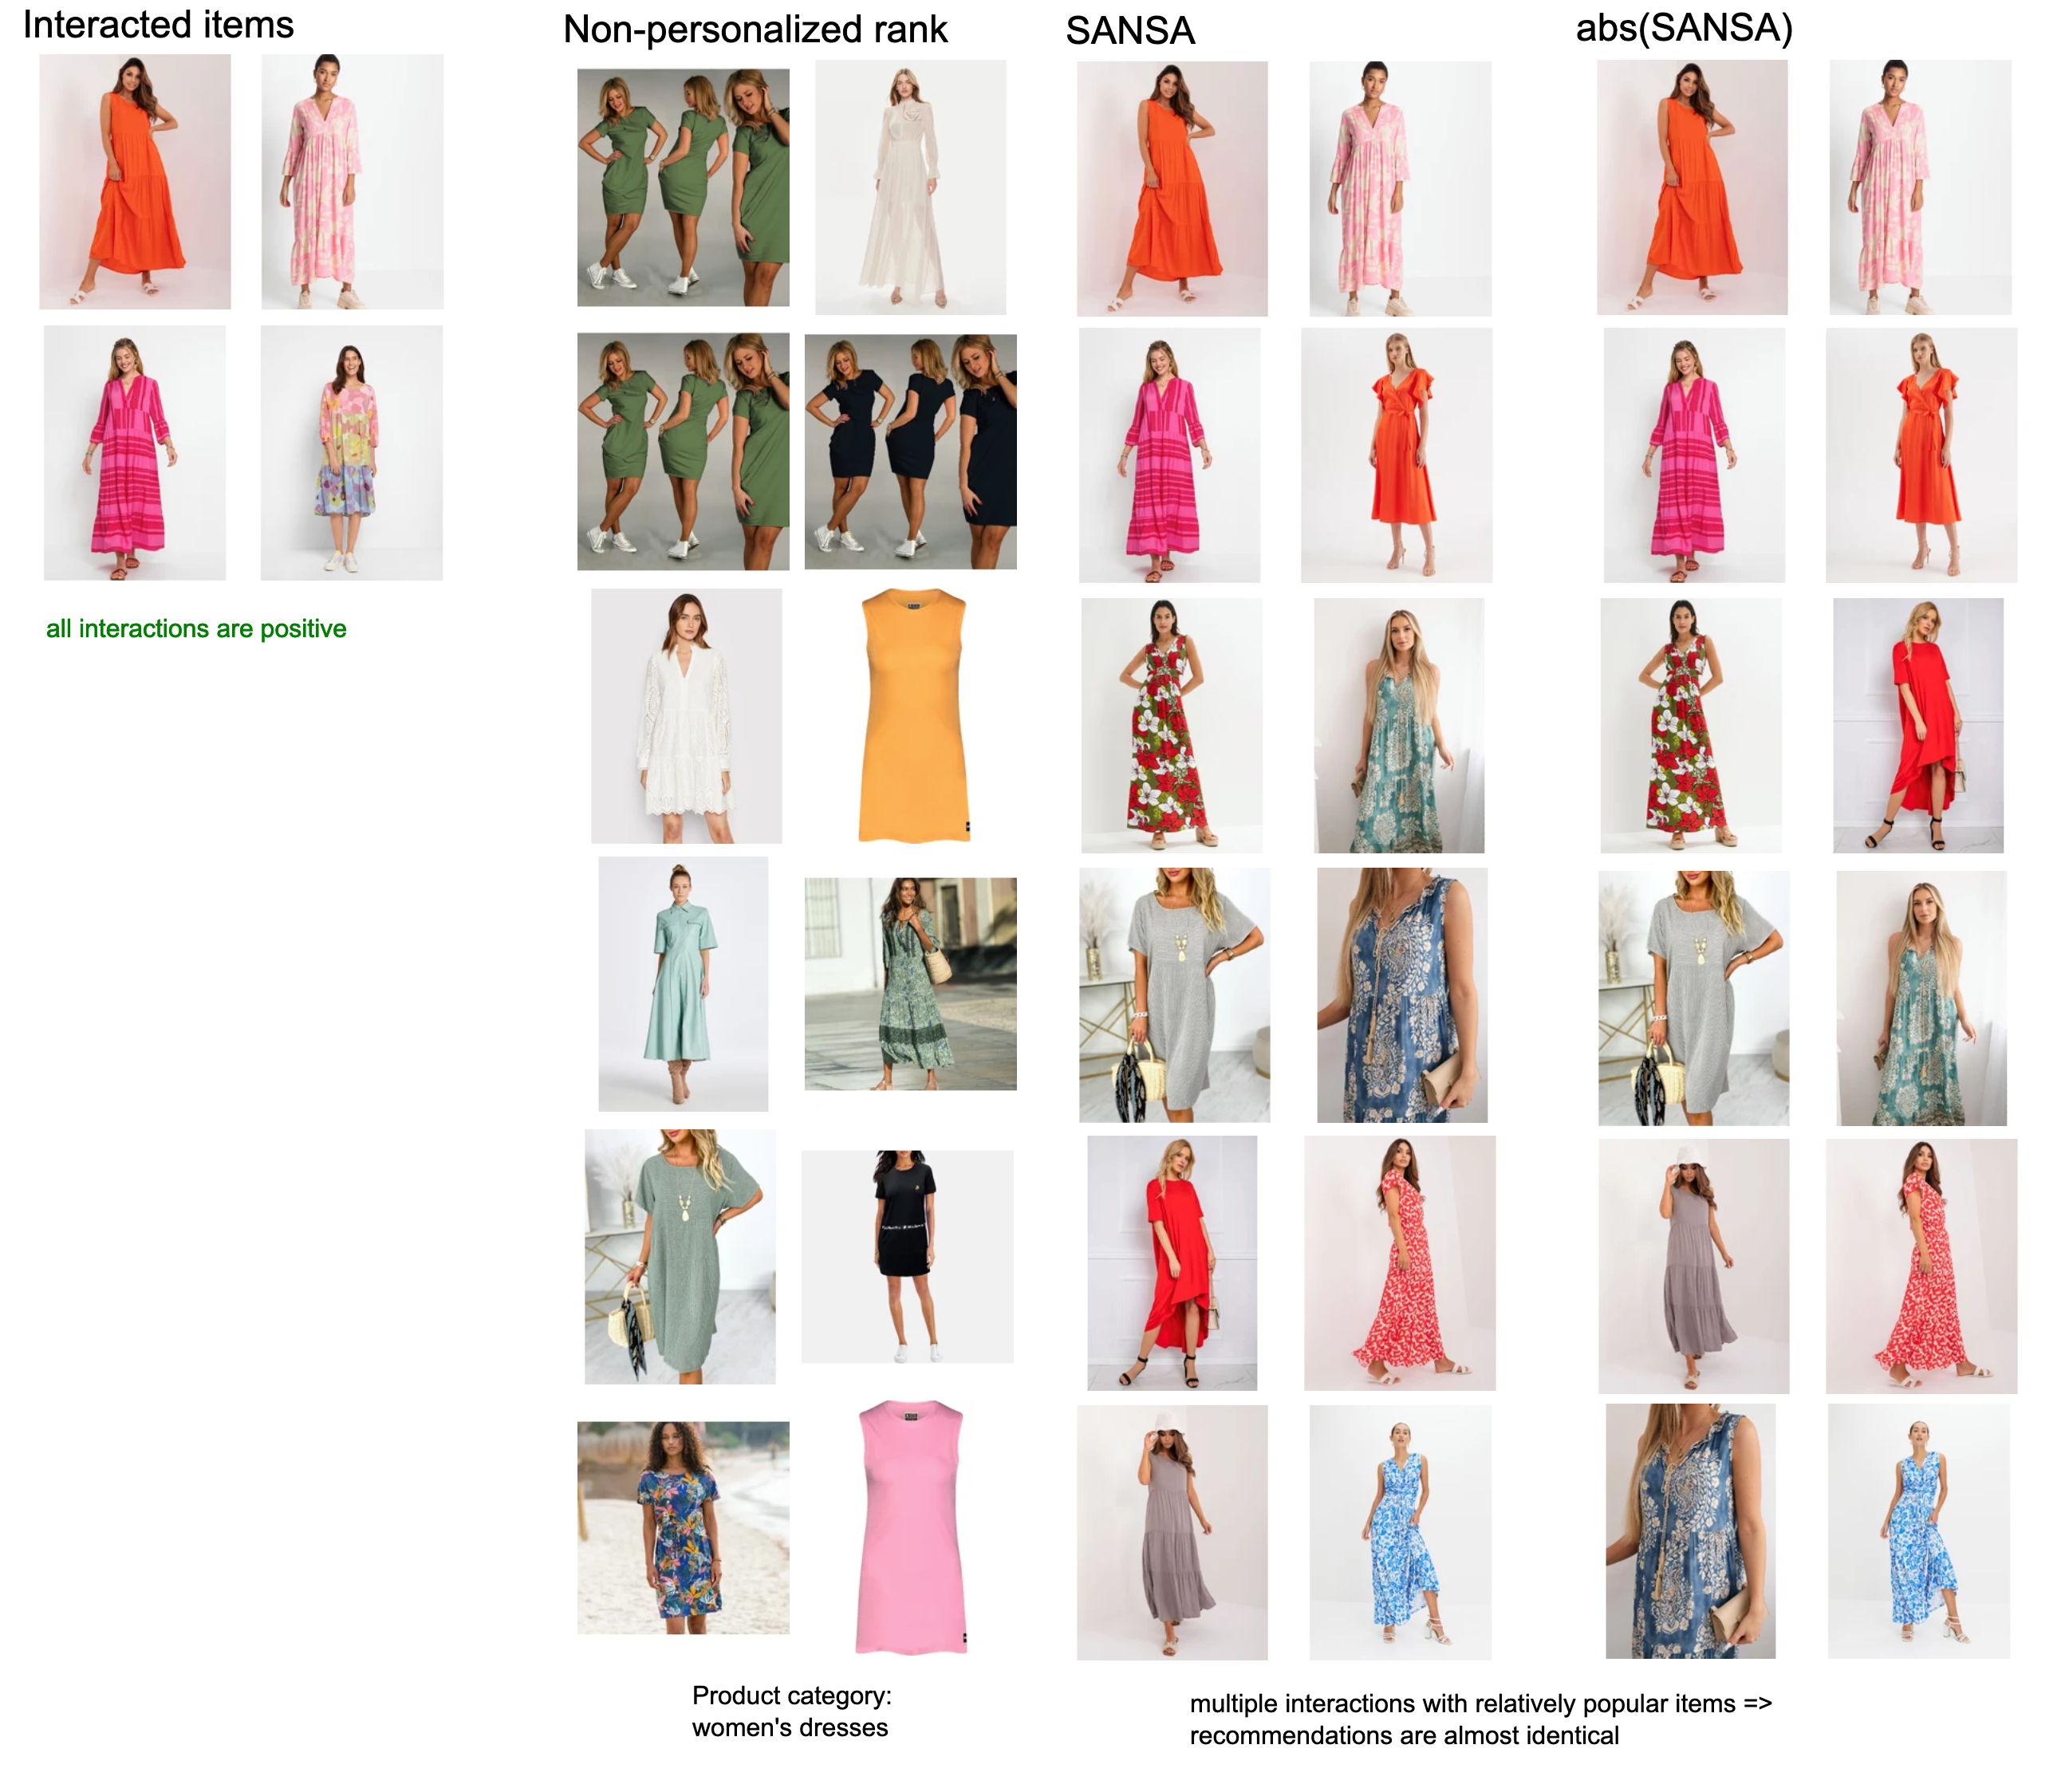 Interacted items
Non-personalized rank
SANSA
abs(SANSA)
all interactions are positive
Product category:
women's dresses
multiple interactions with relatively popular items =>
recommendations are almost identical